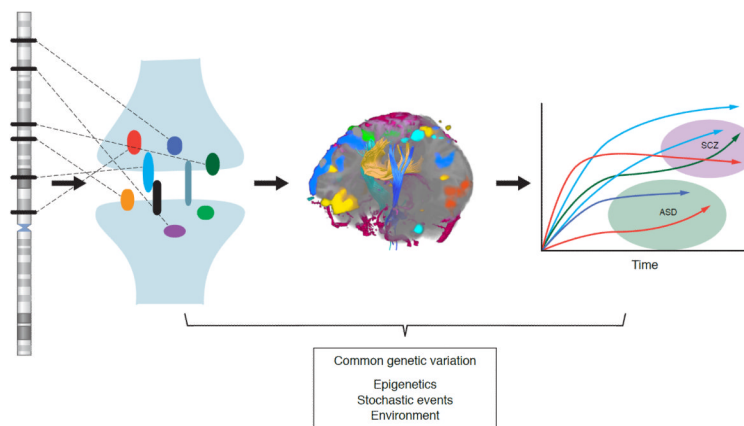 SCZ
ASD
Time
Common genetic variation
Epigenetics
Stochastic events
Environment